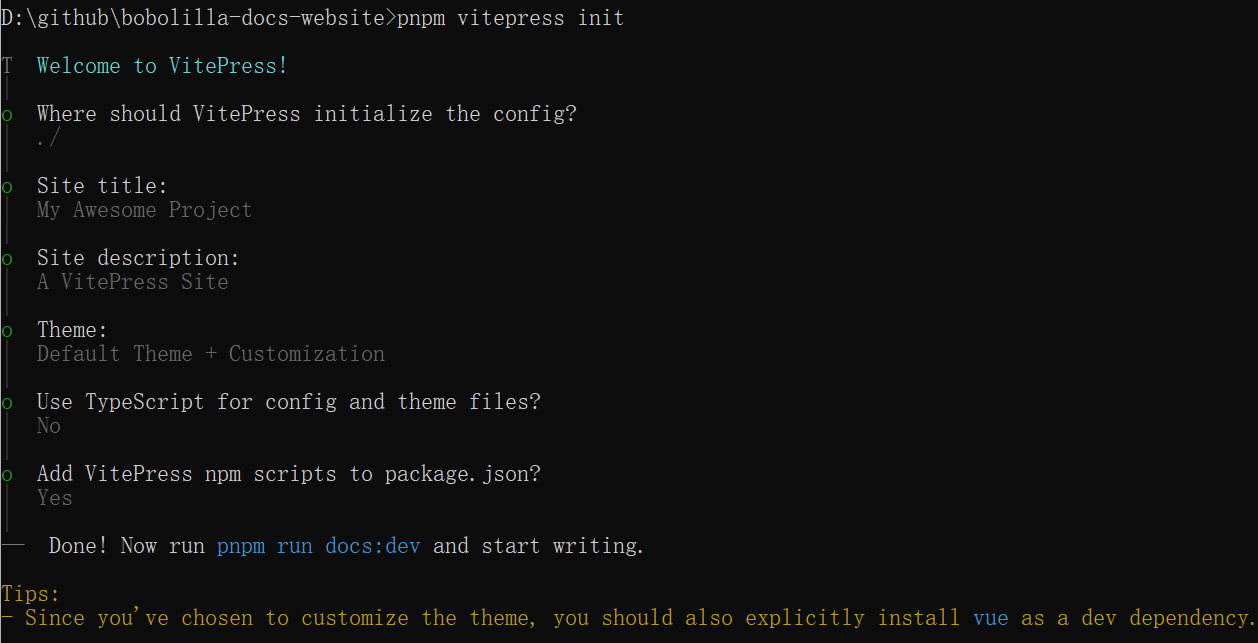 D:\github\bobolilla-docs-website>pnpm vitepress init
T  Welcome to VitePress!
o  Where should VitePress initialize the config?
./
o  Site title:
My Awesome Project
o  Site description:
A VitePress Site
o  Theme:
Default Theme + Customization
o  Use TypeScript for config and theme files?
No
o  Add VitePress npm scripts to package.json?
Yes
—  Done! Now run pnpm run docs:dev and start writing.
Tips:
- Since you've chosen to customize the theme, you should also explicitly install vue as a dev dependency.